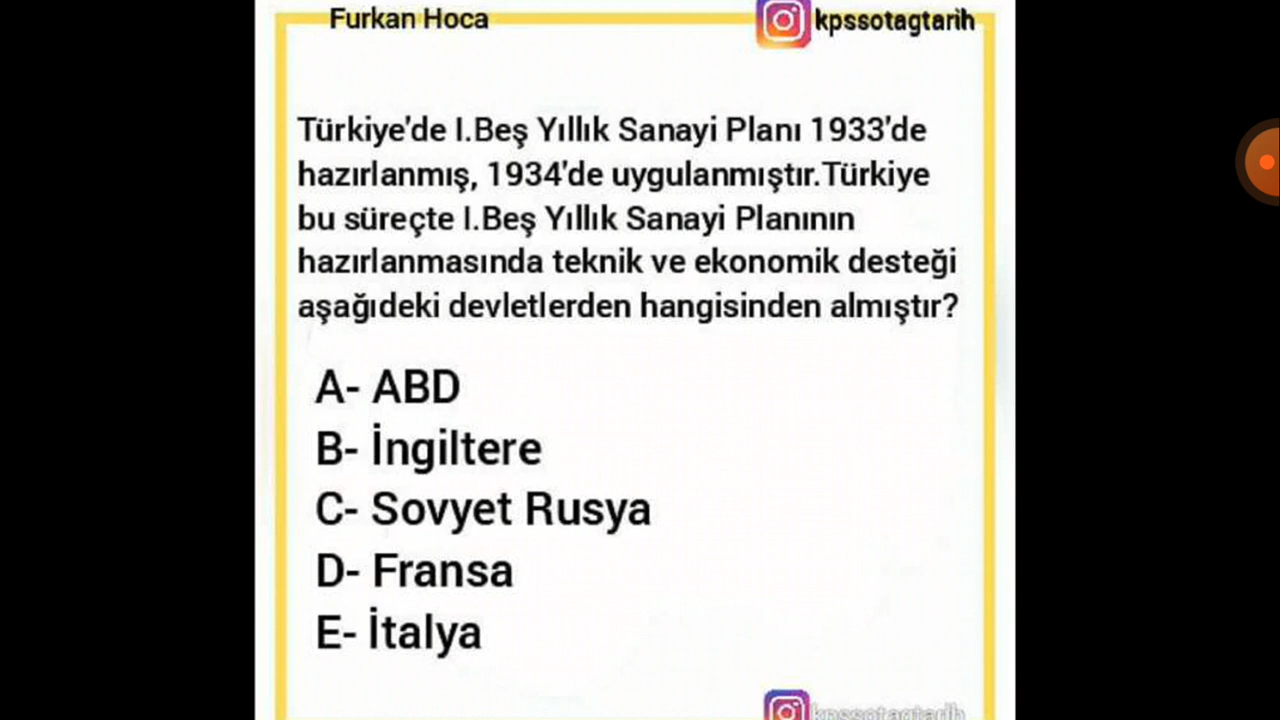 Furkan Hoca
kpssotagtarih
Türkiye'de I.Beş Yıllık Sanayi Planı 1933'de
hazırlanmış, 1934'de uygulanmıştır.Türkiye
bu süreçte I.Beş Yıllık Sanayi Planının
hazırlanmasında teknik ve ekonomik desteği
aşağıdeki devletlerden hangisinden almıştır?
A- ABD
B- İngiltere
C- Sovyet Rusya
D- Fransa
E- İtalya
kpssotagtarih